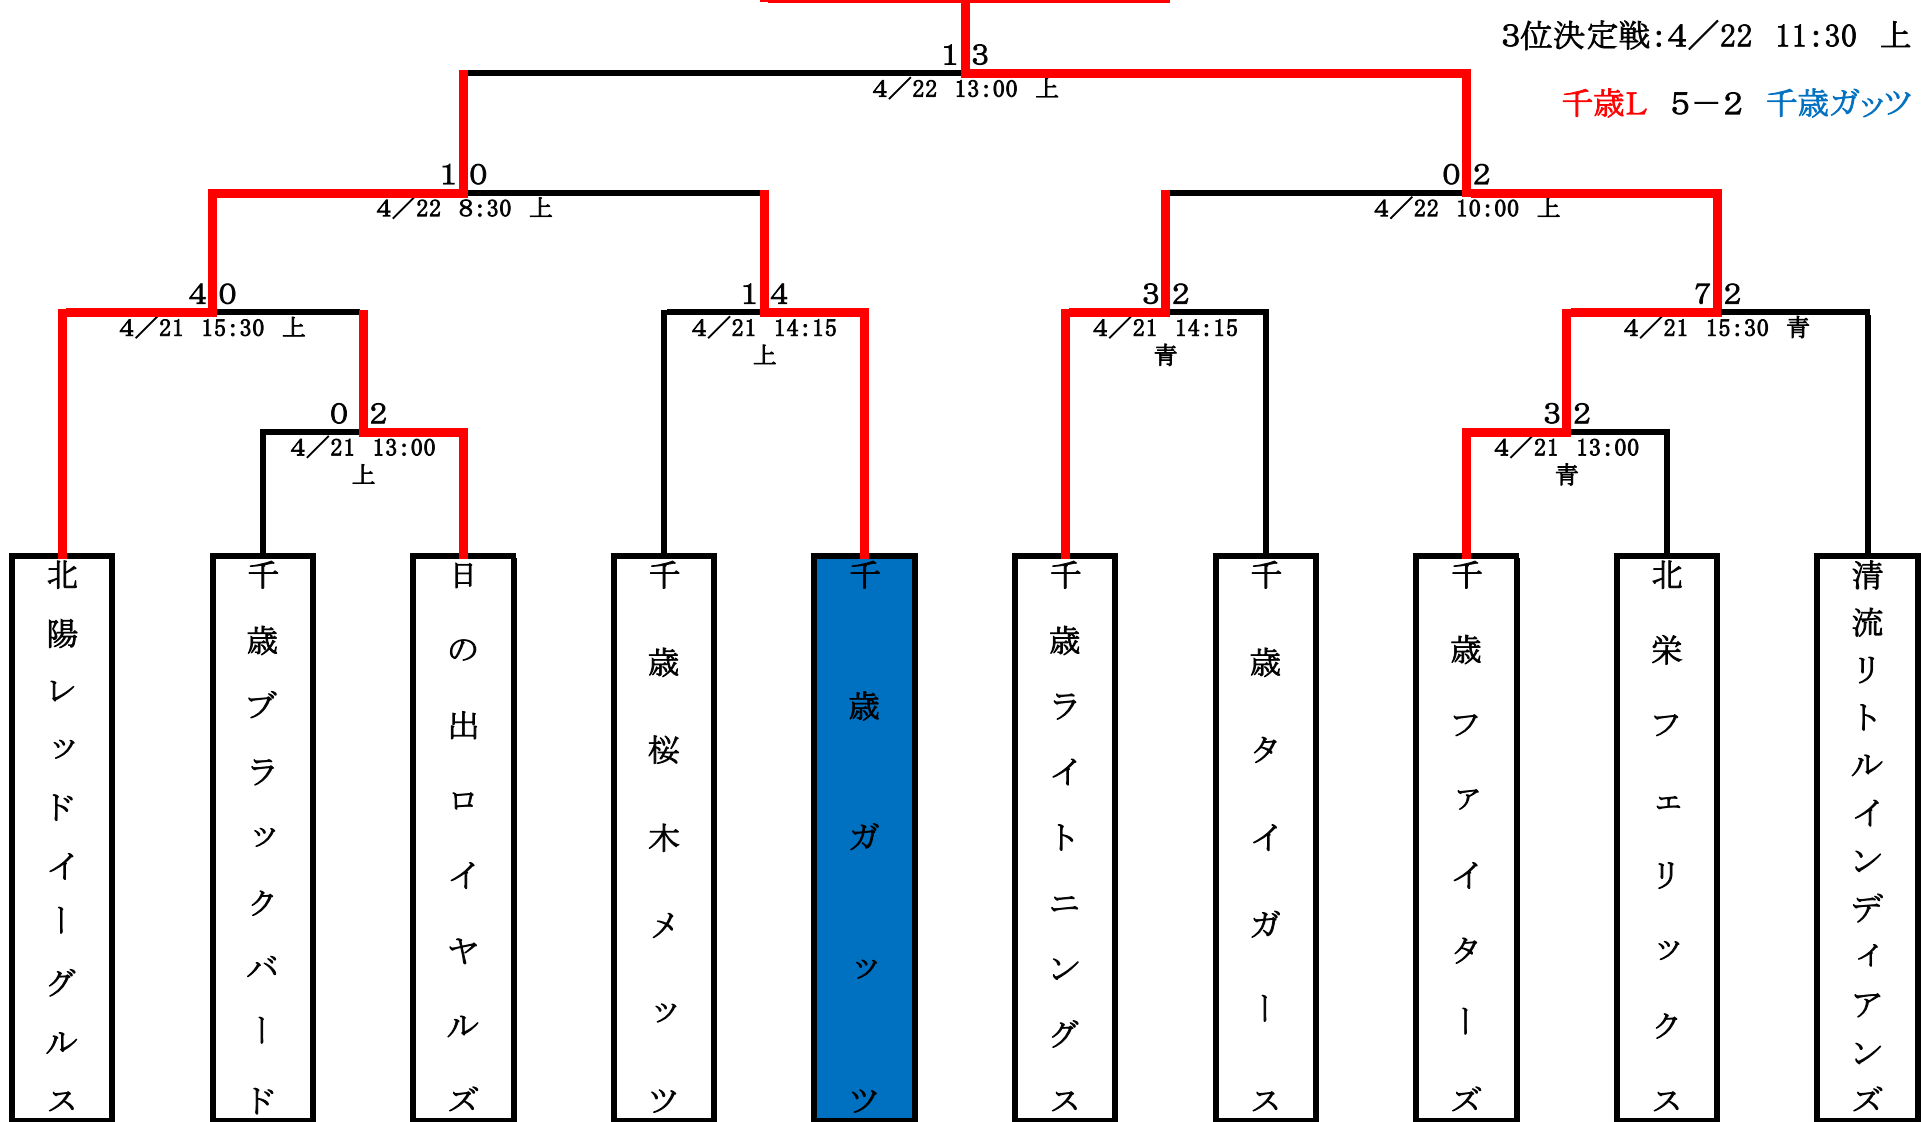 3位決定戦:4／22 11:30 上
1 3
4／22 13:00 上
千歳L 5－2 千歳ガッツ
1 0
4／22 8:30 上
0 2
4／22 10:00 上
4 0
4／21 15:30 上
1 4
4／21 14:15
上
3 2
4／21 14:15
青
7 2
4／21 15:30 青
0 2
4／21 13:00
上
3 2
4／21 13:00
青
北陽レッドイーグルス
千歳ブラックバード
日の出ロイヤルズ
千歳桜木メッツ
千歳ガッツ
千歳ライトニングス
千歳タイガース
千歳ファイターズ
北栄フェリックス
清流リトルインディアンズ